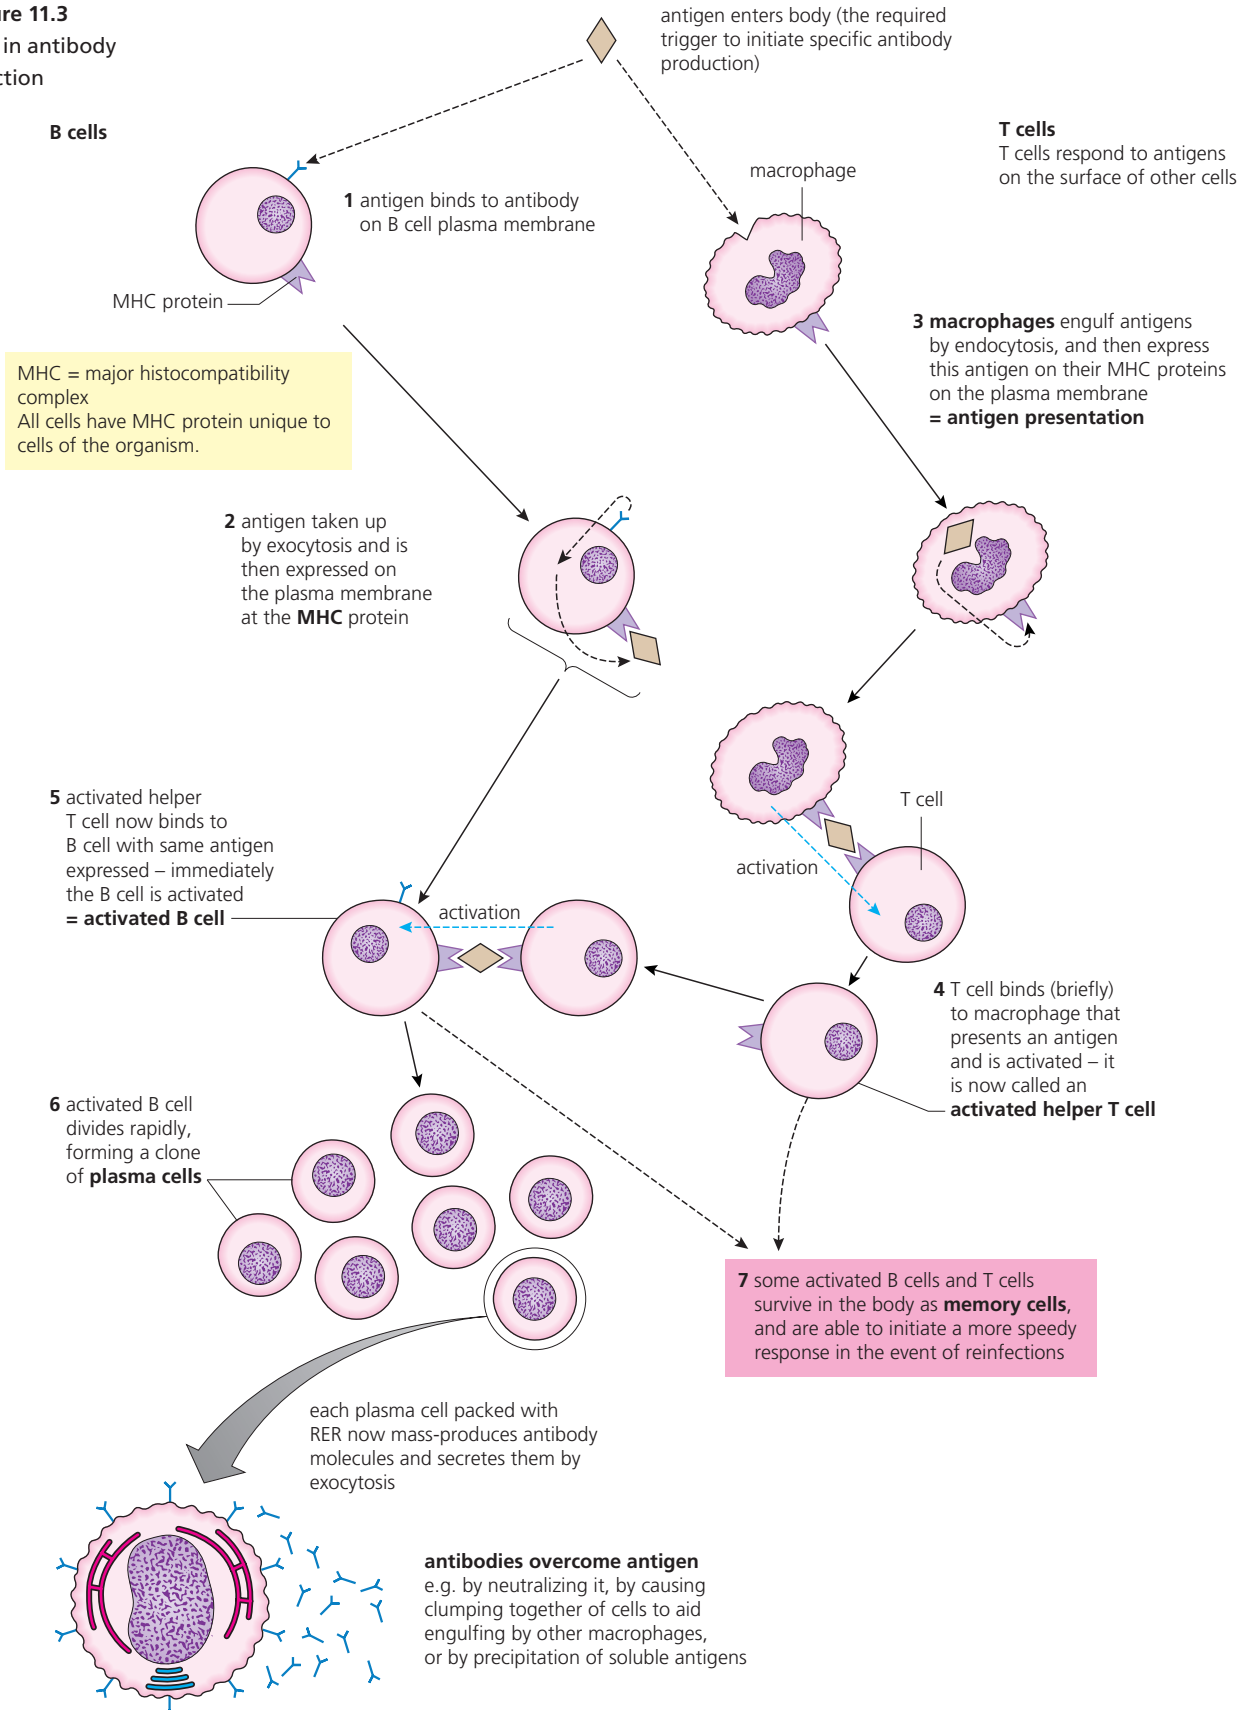 ure 11.3
in antibody
ction
antigen enters body (the required
trigger to initiate specific antibody
production)
B cells
T cells
T cells respond to antigens
on the surface of other cells
macrophage
1 antigen binds to antibody
on B cell plasma membrane
MHC protein
3 macrophages engulf antigens
by endocytosis, and then express
this antigen on their MHC proteins
on the plasma membrane
= antigen presentation
MHC = major histocompatibility
complex
All cells have MHC protein unique to
cells of the organism.
2 antigen taken up
by exocytosis and is
then expressed on
the plasma membrane
at the MHC protein
5 activated helper
T cell now binds to
B cell with same antigen
expressed – immediately
the B cell is activated
= activated B cell
T cell
activation
activation
4 T cell binds (briefly)
to macrophage that
presents an antigen
and is activated – it
is now called an
activated helper T cell
6 activated B cell
divides rapidly,
forming a clone
of plasma cells
7 some activated B cells and T cells
survive in the body as memory cells,
and are able to initiate a more speedy
response in the event of reinfections
each plasma cell packed with
RER now mass-produces antibody
molecules and secretes them by
exocytosis
antibodies overcome antigen
e.g. by neutralizing it, by causing
clumping together of cells to aid
engulfing by other macrophages,
or by precipitation of soluble antigens